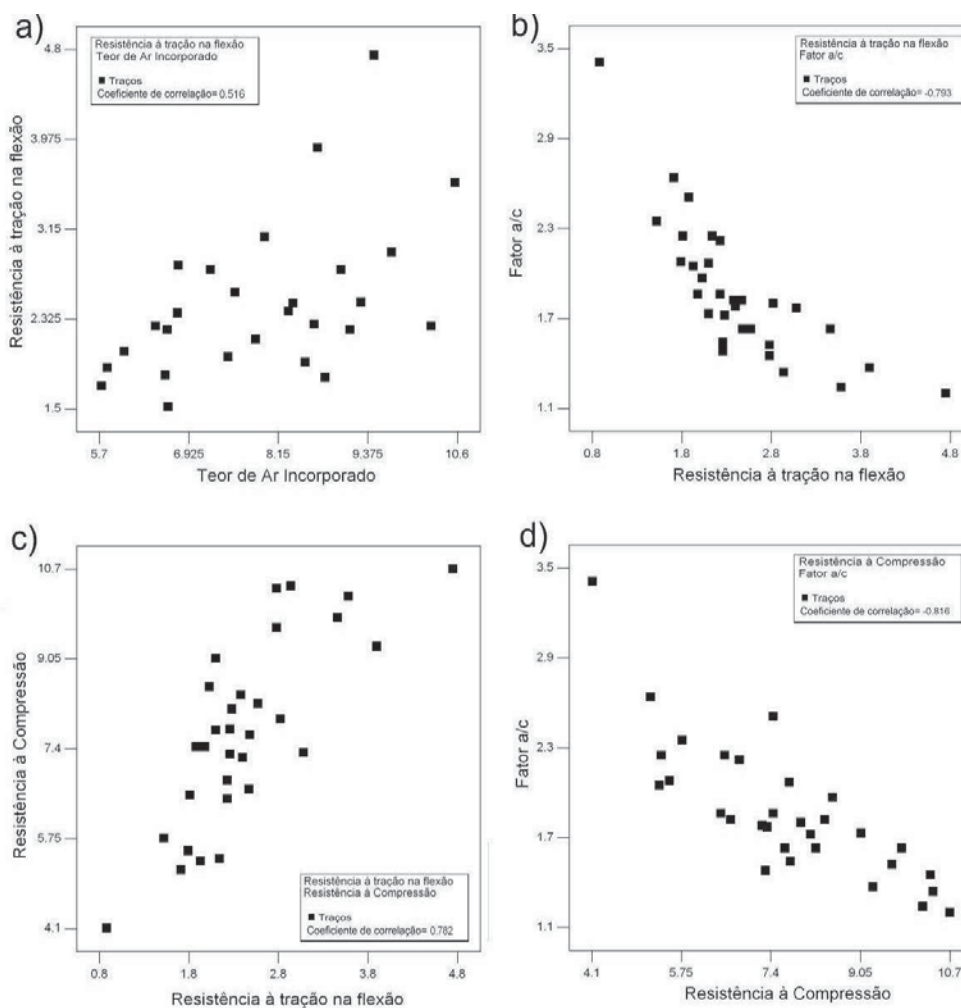 a)
Resistência à tração na flexão
Teor de Ar Incorporado
Traços
Coeficiente de correlação= 0.516
4.8
3.975
3.15
2.325
1.5
Resistência à tração na flexão
5.7 6.925 8.15 9.375 10.6
Teor de Ar Incorporado
b)
Resistência à tração na flexão
Fator a/c
Traços
Coeficiente de correlação= -0.793
3.5
2.9
2.3
1.7
1.1
Fator a/c
0.8 1.8 2.8 3.8 4.8
Resistência à tração na flexão
c)
10.7
9.05
7.4
5.75
4.1
Resistência à Compressão
Resistência à tração na flexão
Resistência à Compressão
Traços
Coeficiente de correlação= 0.782
0.8 1.8 2.8 3.8 4.8
Resistência à tração na flexão
d)
Resistência à Compressão
Fator a/c
Traços
Coeficiente de correlação= -0.816
3.5
2.9
2.3
1.7
1.1
Fator a/c
4.1 5.75 7.4 9.05 10.7
Resistência à Compressão